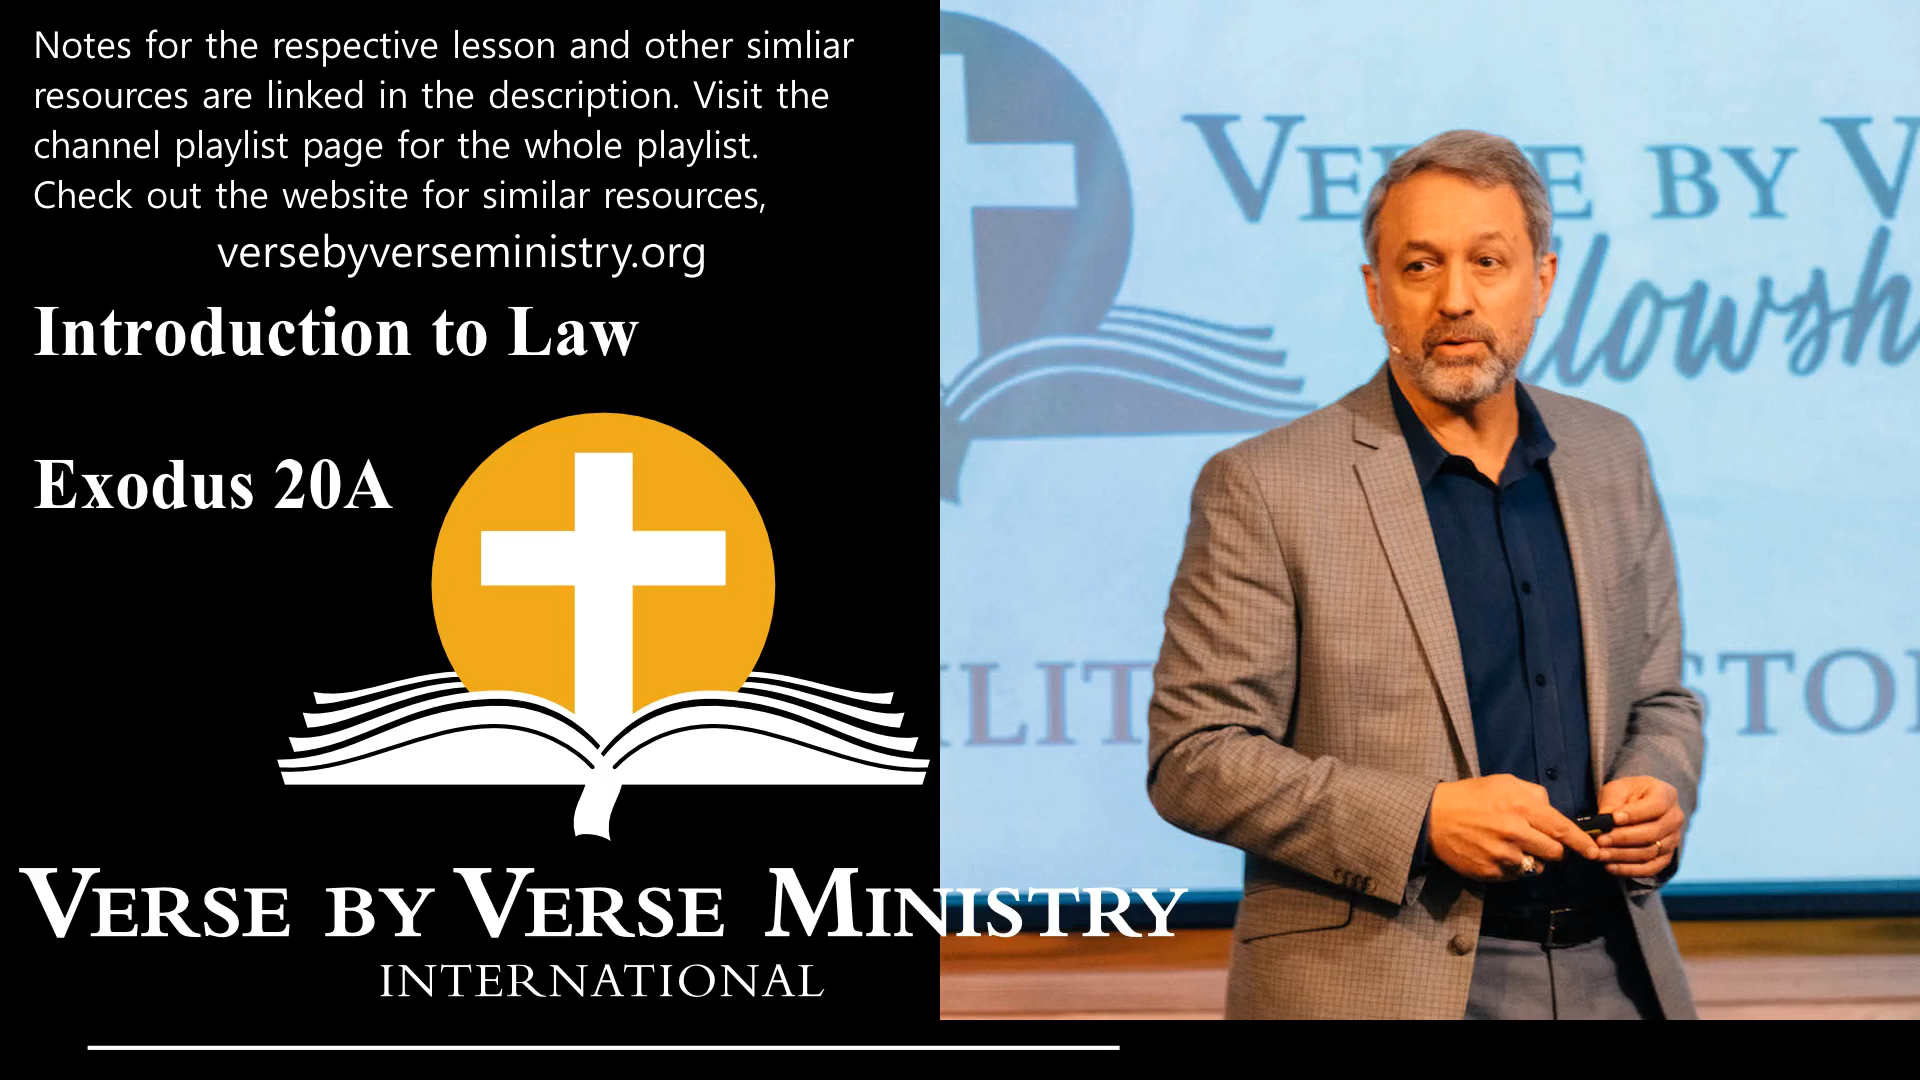 Notes for the respective lesson and other simliar
resources are linked in the description. Visit the
channel playlist page for the whole playlist.
Check out the website for similar resources,
versebyverseministry.org
Introduction to Law
Exodus 20A
VERSE BY VERSE MINISTRY
INTERNATIONAL
VERSE BY V